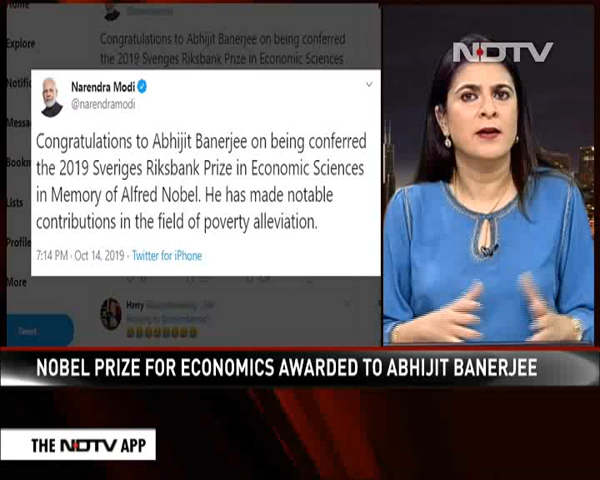 Home
Congratulations to Abhijit Banerjee on being conferred
Explore
the 2019 Sveriges Riksbank Prize in Economic Sciences
NDTV
Narendra Modi
@narendramodi
Congratulations to Abhijit Banerjee on being conferred
the 2019 Sveriges Riksbank Prize in Economic Sciences
in Memory of Alfred Nobel. He has made notable
contributions in the field of poverty alleviation.
7:14 PM · Oct 14, 2019 · Twitter for iPhone
Lists
Profile
More
Harry
Tweet
NOBEL PRIZE FOR ECONOMICS AWARDED TO ABHIJIT BANERJEE
THE NDTV APP